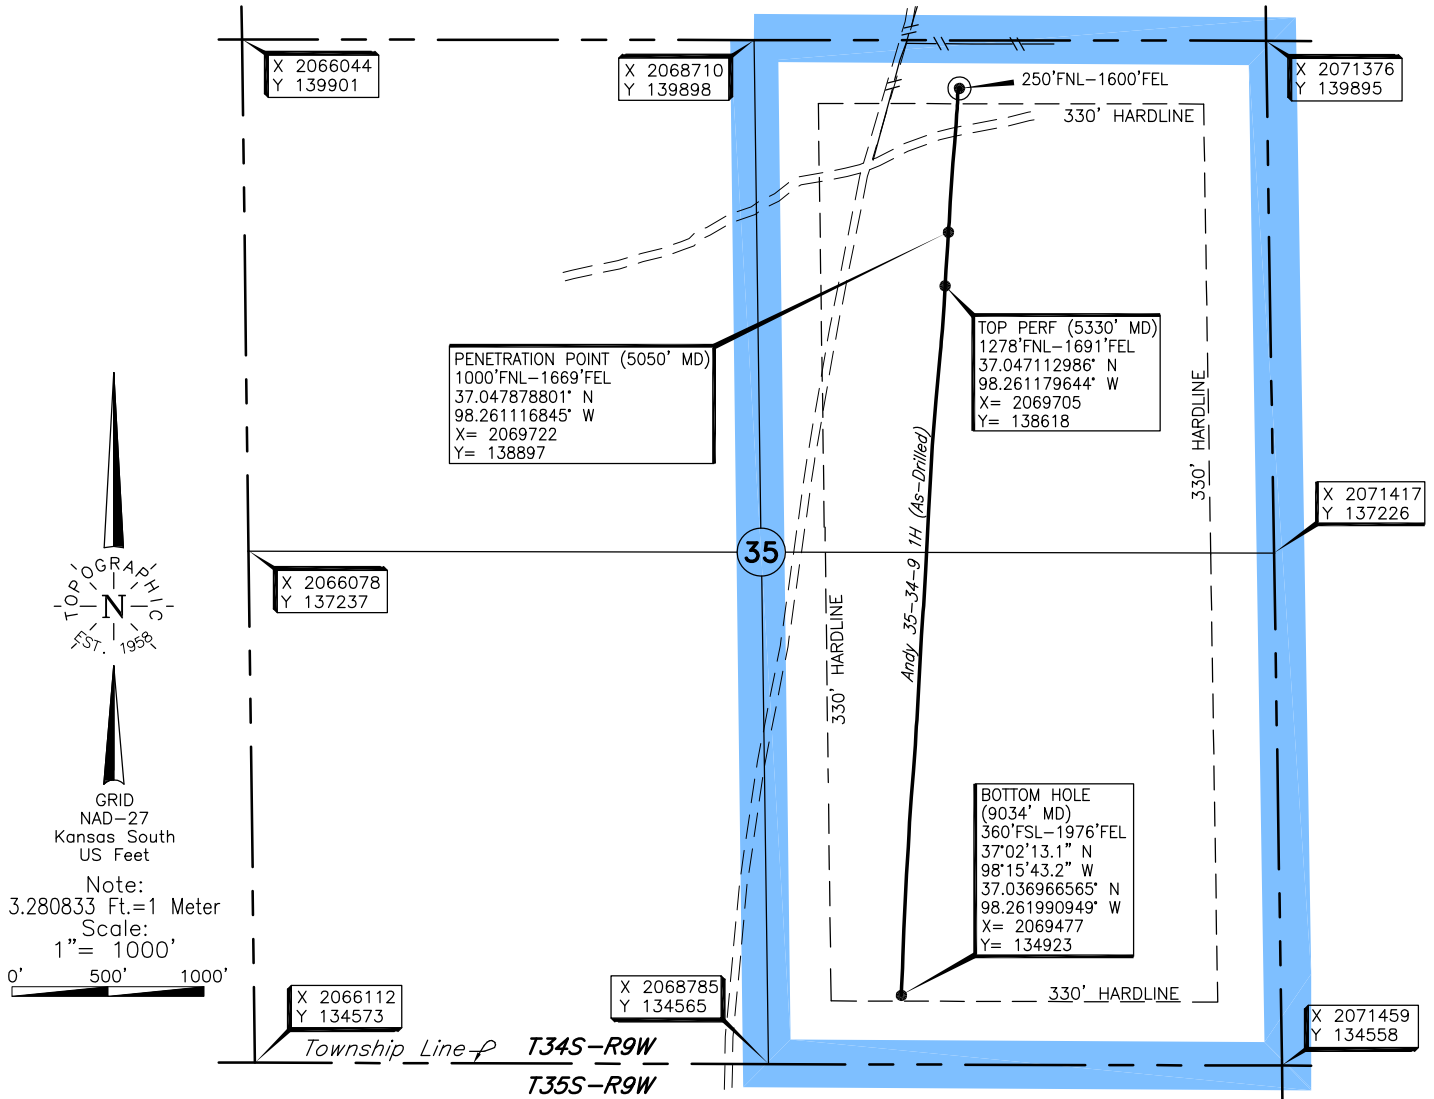 X 2066044
Y 139901
X 2068710
Y 139898
X 2071376
Y 139895
250'FNL-1600'FEL
330' HARDLINE
PENETRATION POINT (5050' MD)
1000'FNL-1669'FEL
37.047878801° N
98.261116845° W
X= 2069722
Y= 138897
TOP PERF (5330' MD)
1278'FNL-1691'FEL
37.047112986° N
98.261179644° W
X= 2069705
Y= 138618
330' HARDLINE
Andy 35-34-9 1H (As-Drilled)
X 2071417
Y 137226
35
X 2066078
Y 137237
TOPOGRAPHIC
N
EST. 1958
330' HARDLINE
GRID
NAD-27
Kansas South
US Feet
Note:
3.280833 Ft.=1 Meter
Scale:
1"= 1000'
0' 500' 1000'
BOTTOM HOLE
(9034' MD)
360'FSL-1976'FEL
37°02'13.1" N
98°15'43.2" W
37.036966565° N
98.261990949° W
X= 2069477
Y= 134923
330' HARDLINE
X 2066112
Y 134573
X 2068785
Y 134565
X 2071459
Y 134558
Township Line
T34S-R9W
T35S-R9W